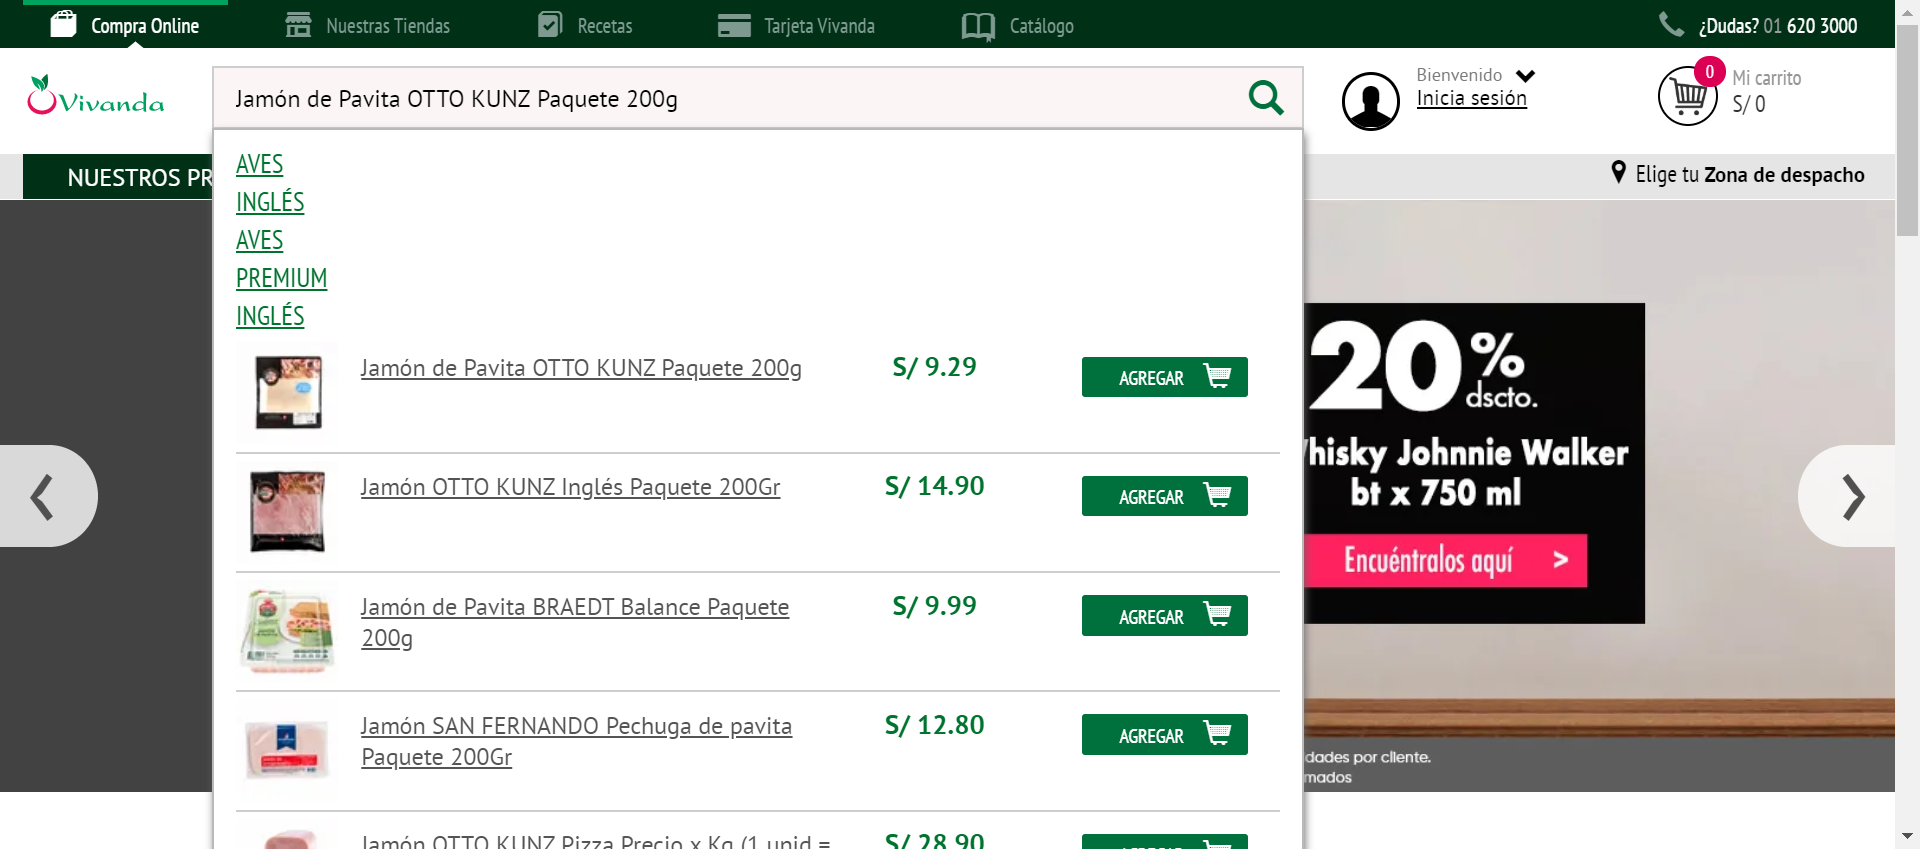 Compra Online
Nuestras Tiendas
Recetas
Tarjeta Vivanda
Catálogo
¿Dudas? 01 620 3000
Vivanda
Jamón de Pavita OTTO KUNZ Paquete 200g
Bienvenido
Inicia sesión
0
Mi carrito
S/ 0
NUESTROS PR
Elige tu Zona de despacho
AVES
INGLÉS
AVES
PREMIUM
INGLÉS
Jamón de Pavita OTTO KUNZ Paquete 200g
S/ 9.29
AGREGAR
Jamón OTTO KUNZ Inglés Paquete 200Gr
S/ 14.90
AGREGAR
Jamón de Pavita BRAEDT Balance Paquete
200g
S/ 9.99
AGREGAR
Jamón SAN FERNANDO Pechuga de pavita
Paquete 200Gr
S/ 12.80
AGREGAR
Jamón OTTO KUNZ Pizza Precio x Kg (1 unid =
S/ 28.90
20%
dscto.
hisky Johnnie Walker
bt x 750 ml
Encuéntralos aquí >
dades por cliente.
mados